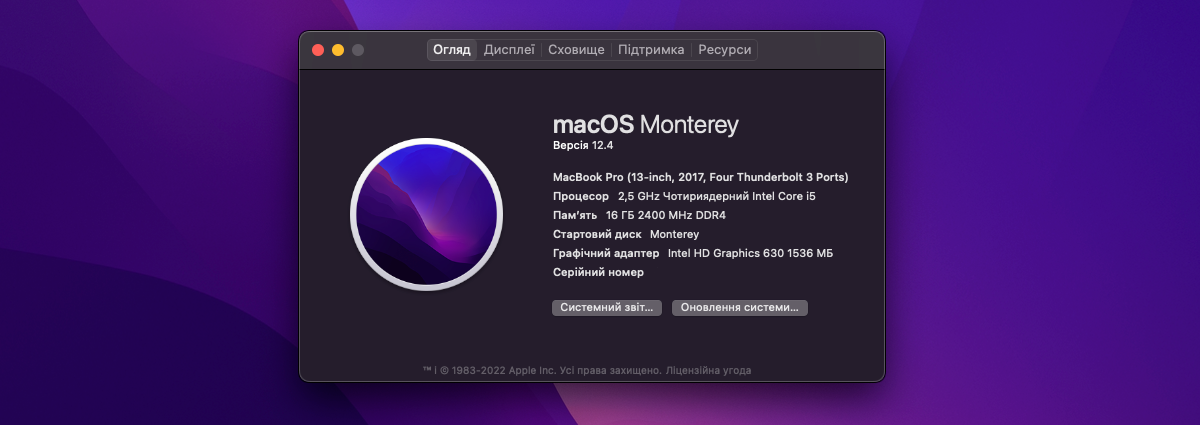 Огляд Дисплеї Сховище Підтримка Ресурси
macOS Monterey
Версія 12.4
MacBook Pro (13-inch, 2017, Four Thunderbolt 3 Ports)
Процесор 2,5 GHz Чотириядерний Intel Core i5
Пам’ять 16 ГБ 2400 MHz DDR4
Стартовий диск Monterey
Графічний адаптер Intel HD Graphics 630 1536 МБ
Серійний номер
Системний звіт... Оновлення системи...
™ і © 1983-2022 Apple Inc. Усі права захищено. Ліцензійна угода